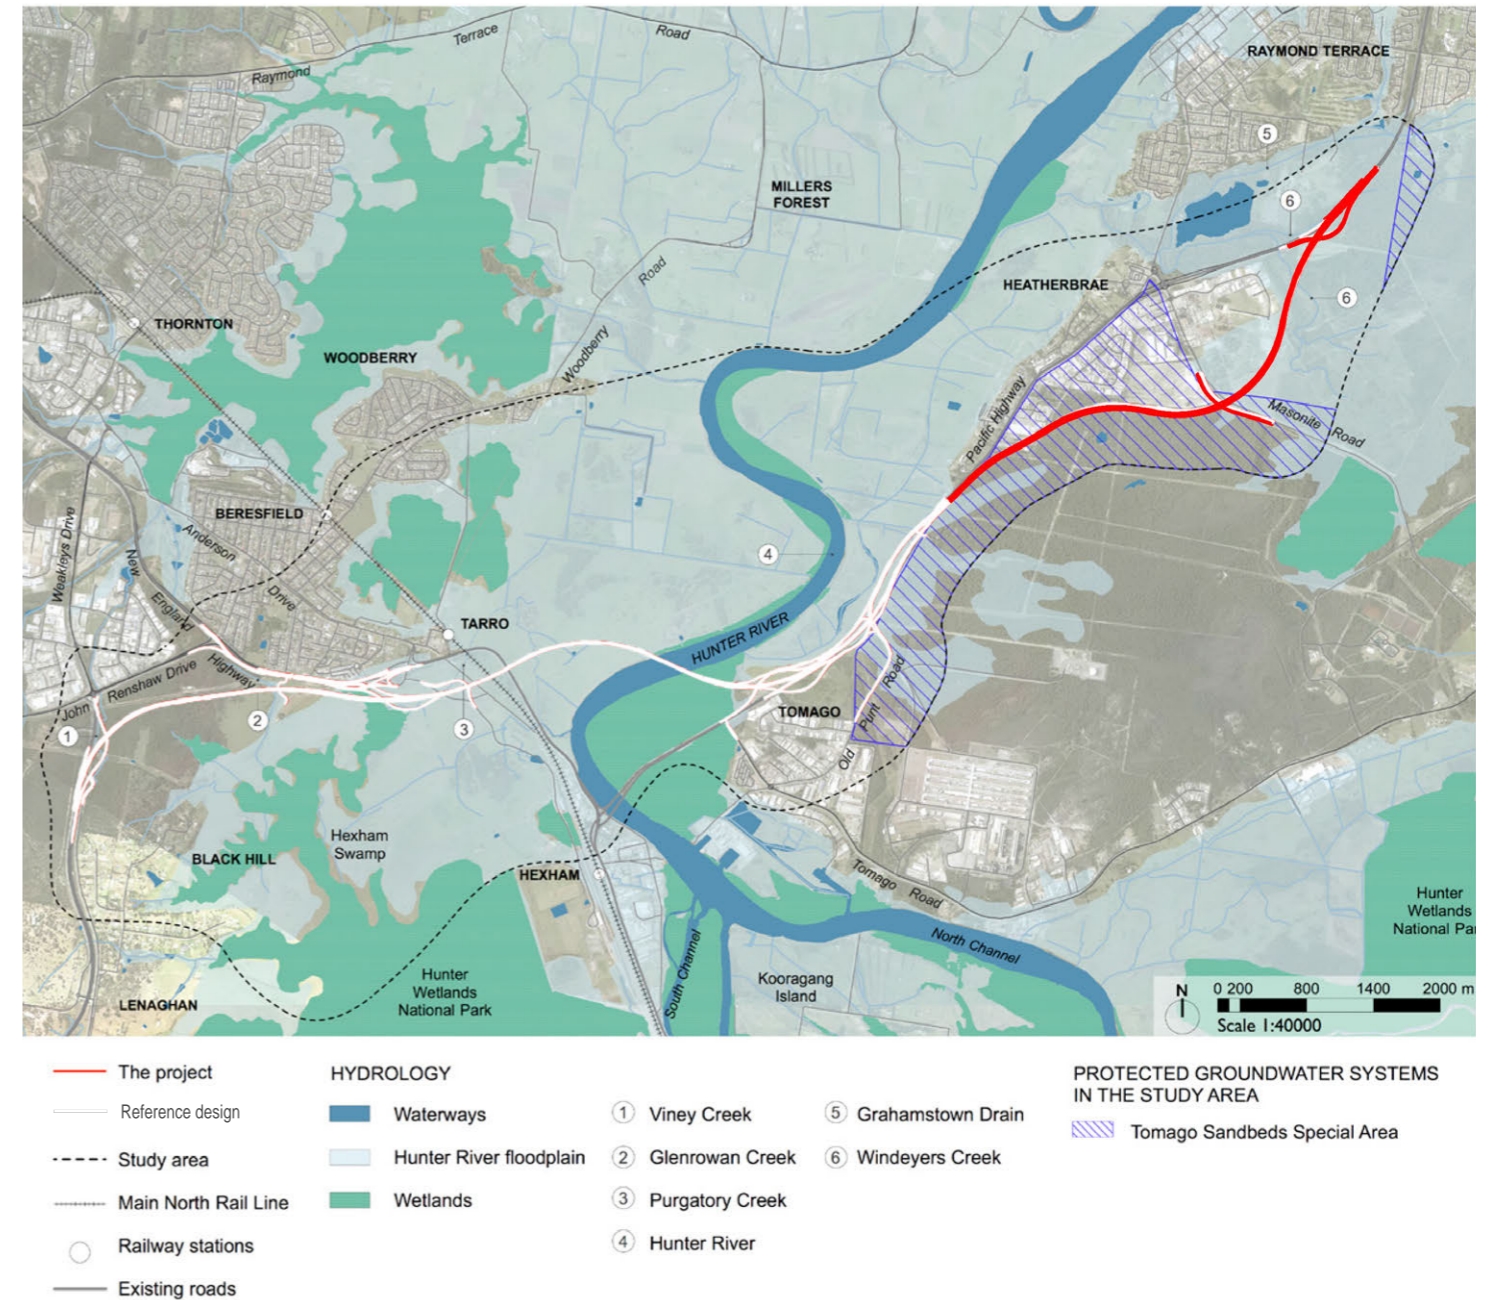 Terrace
Road
RAYMOND TERRACE
Raymond
5
MILLERS
FOREST
6
Road
HEATHERBRAE
6
THORNTON
WOODBERRY
Woodberry
Pacific Highway
Masonite Road
BERESFIELD
Weakleys Drive
Anderson
Drive
New
England
Highway
4
TARRO
HUNTER RIVER
John Renshaw Drive
Old Punt Road
TOMAGO
1
2
3
Hexham
Swamp
BLACK HILL
HEXHAM
Tomago Road
Hunter
Wetlands
National Par
North Channel
South Channel
Hunter
Wetlands
National Park
Kooragang
Island
LENAGHAN
N
0 200 800 1400 2000 m
Scale 1:40000
The project
Reference design
Study area
Main North Rail Line
Railway stations
Existing roads
HYDROLOGY
Waterways
Hunter River floodplain
Wetlands
1 Viney Creek
2 Glenrowan Creek
3 Purgatory Creek
4 Hunter River
5 Grahamstown Drain
6 Windeyers Creek
PROTECTED GROUNDWATER SYSTEMS
IN THE STUDY AREA
Tomago Sandbeds Special Area